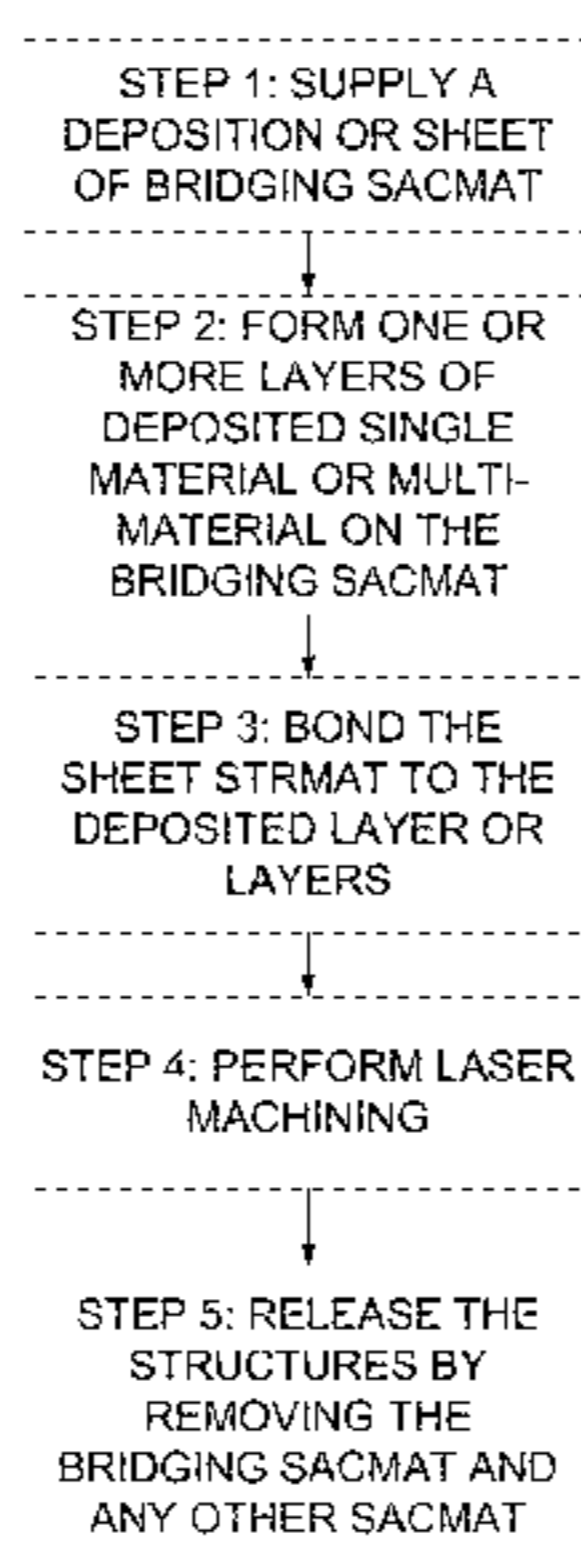 STEP 1: SUPPLY A
DEPOSITION OR SHEET
OF BRIDGING SACMAT
STEP 2: FORM ONE OR
MORE LAYERS OF
DEPOSITED SINGLE
MATERIAL OR MULTI-
MATERIAL ON THE
BRIDGING SACMAT
STEP 3: BOND THE
SHEET STRMAT TO THE
DEPOSITED LAYER OR
LAYERS
STEP 4: PERFORM LASER
MACHINING
STEP 5: RELEASE THE
STRUCTURES BY
REMOVING THE
BRIDGING SACMAT AND
ANY OTHER SACMAT